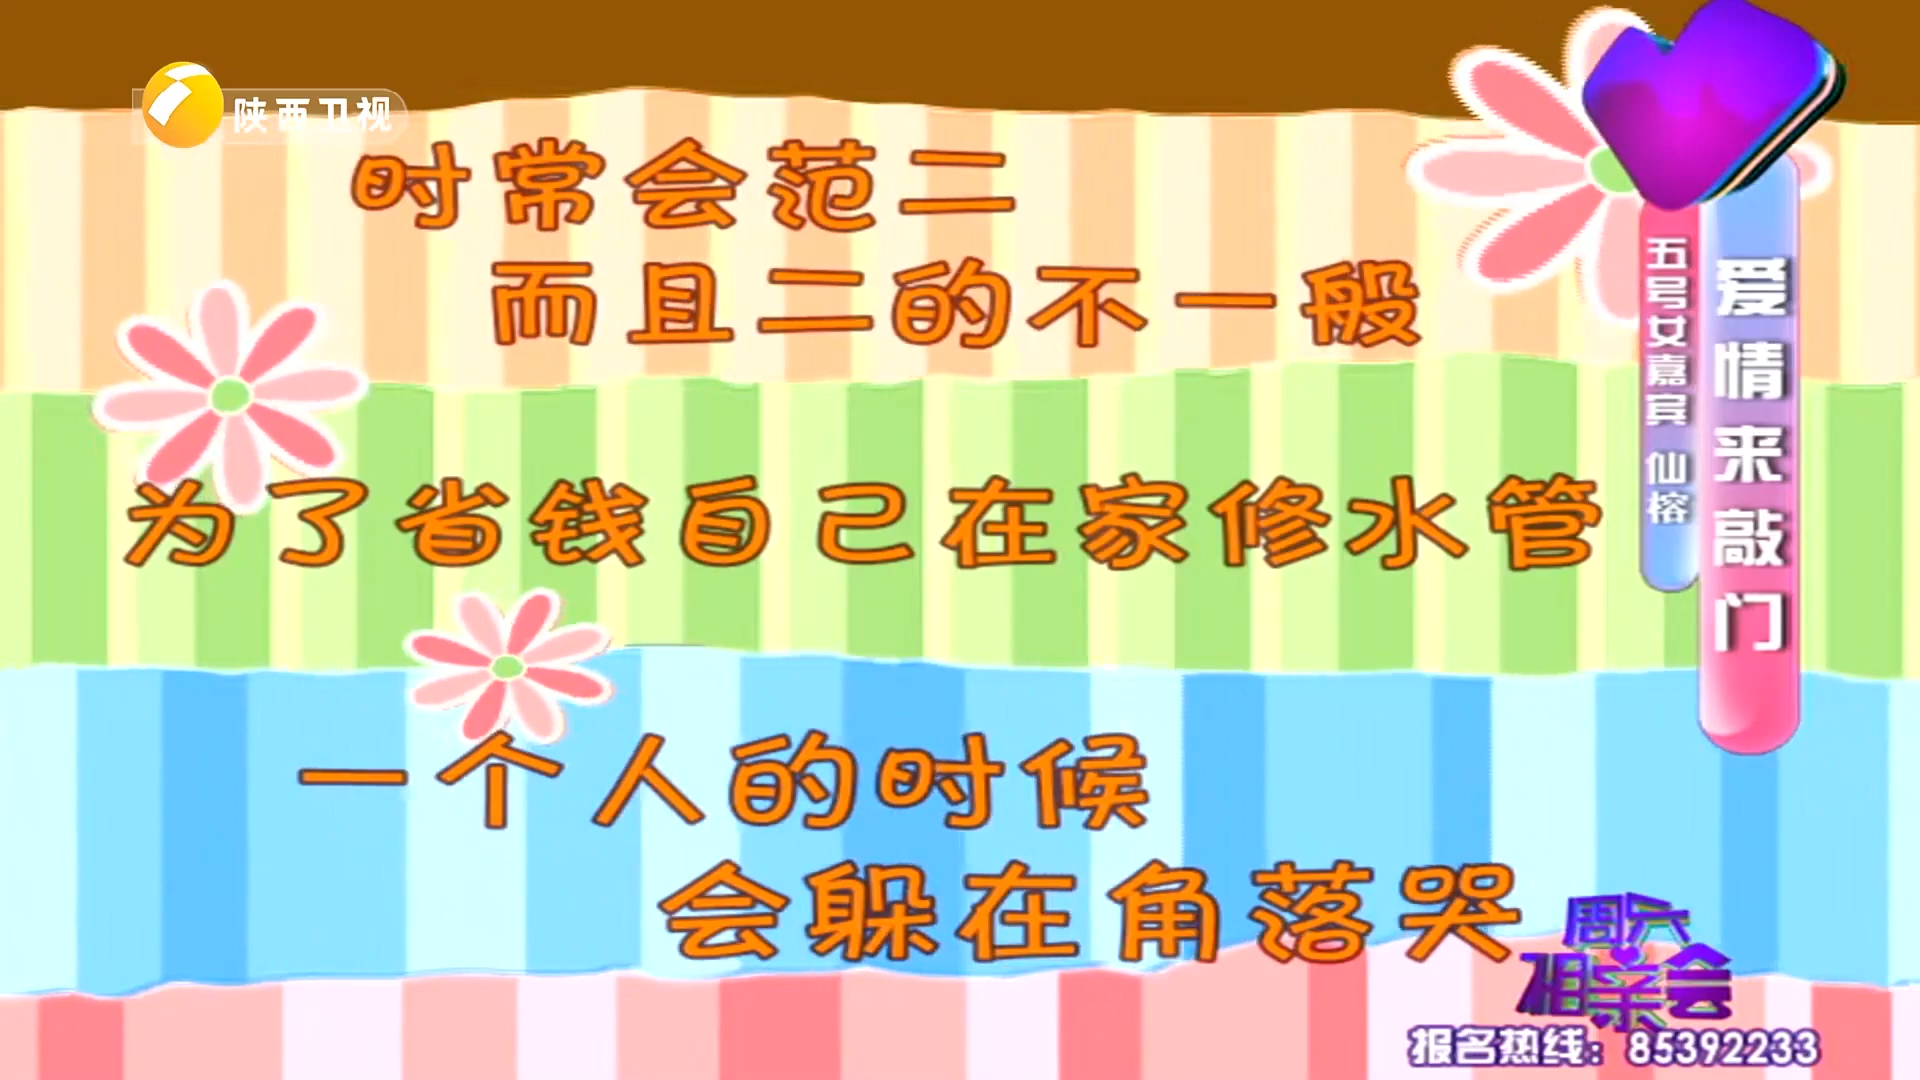 陕西卫视
时常会范二
而且二的不一般
为了省钱自己在家修水管
一个人的时候
会躲在角落哭
爱情来敲门
五号女嘉宾 仙榕
周六
相亲会
报名热线：85392233